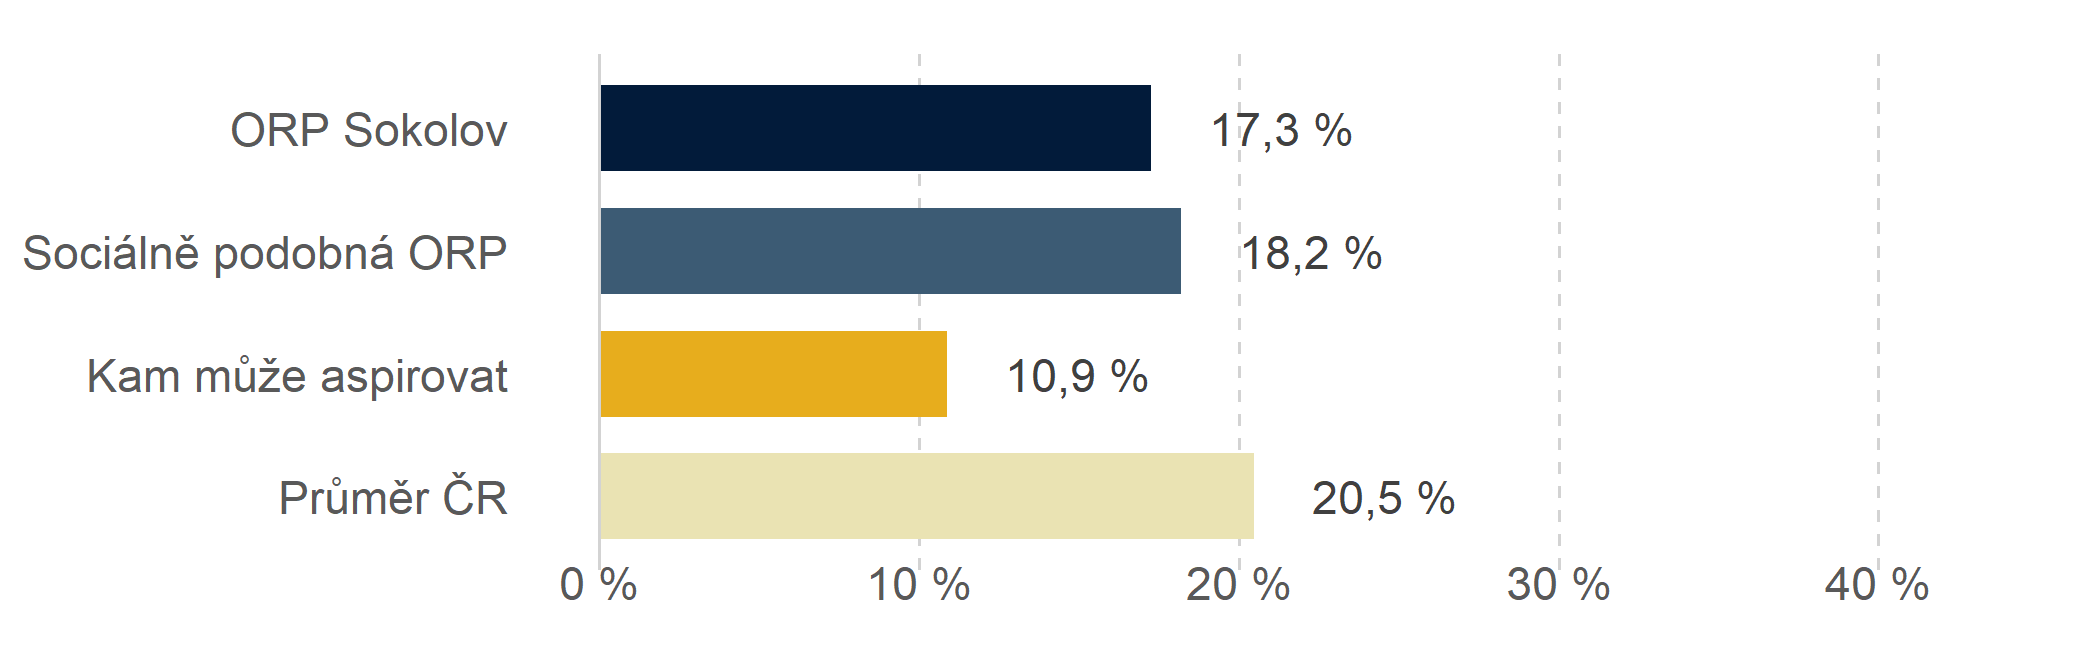 ORP Sokolov 17,3 %
Sociálně podobná ORP 18,2 %
Kam může aspirovat 10,9 %
Průměr ČR 20,5 %
0 % 10 % 20 % 30 % 40 %